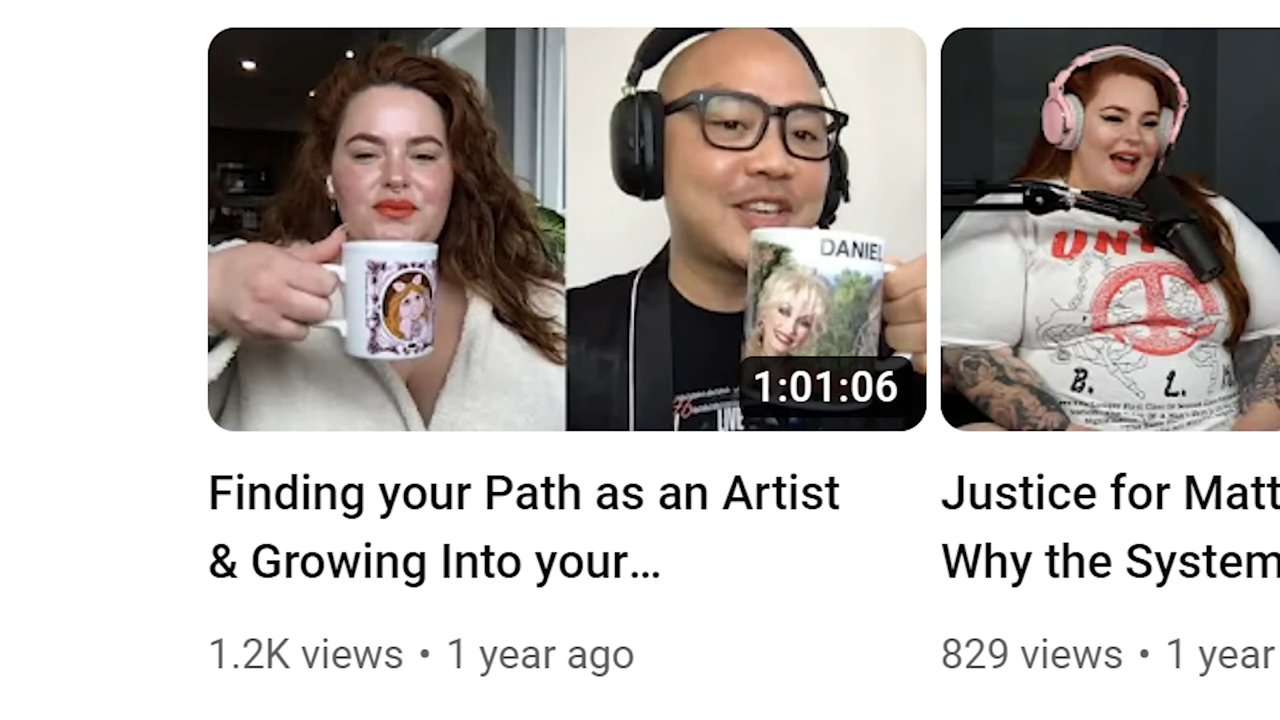 DANIEL
LIVE
1:01:06
B. L.
Finding your Path as an Artist
& Growing Into your…
1.2K views • 1 year ago
Justice for Matt
Why the System
829 views • 1 year